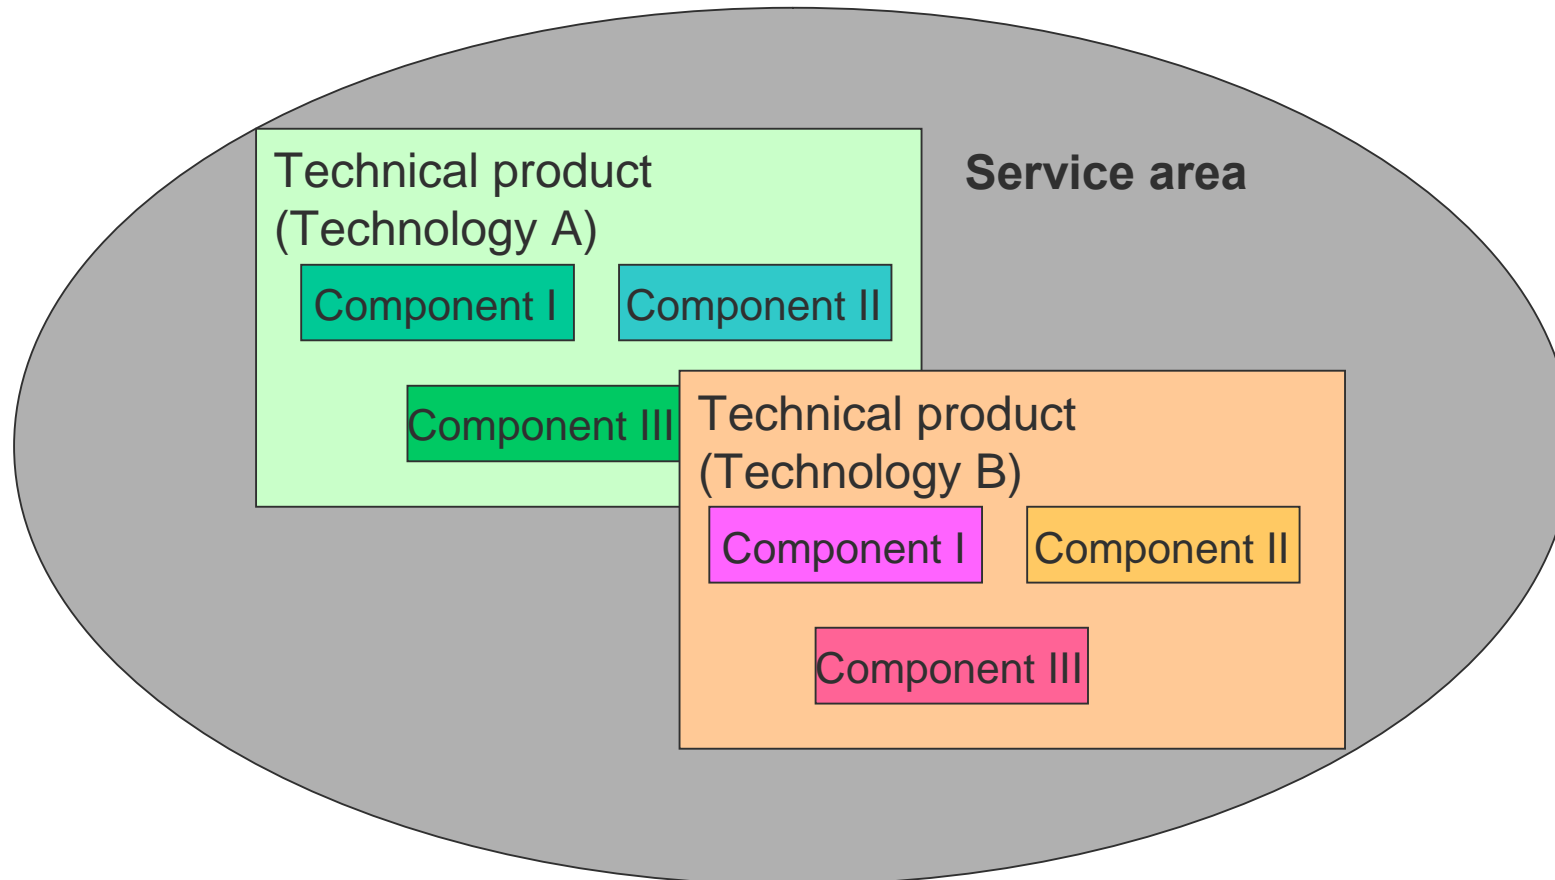 Technical product
(Technology A)
Service area
Component I
Component II
Component III
Technical product
(Technology B)
Component I
Component II
Component III